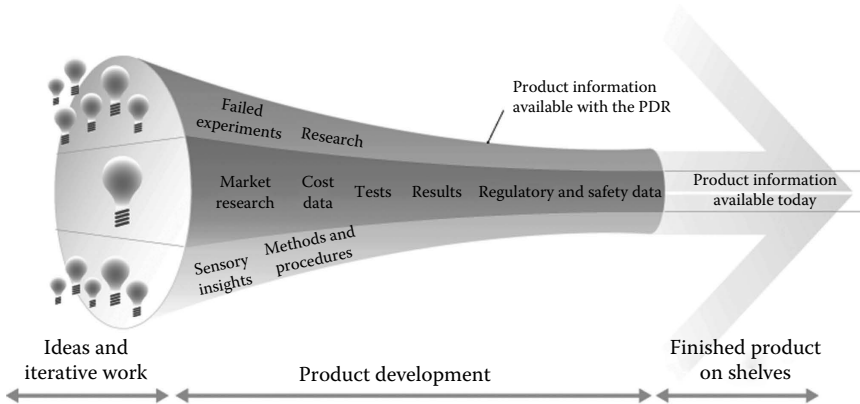 Product information
available with the PDR
Failed
experiments
Research
Market
research
Cost
data
Tests
Results
Regulatory and safety data
Product information
available today
Sensory
insights
Methods and
procedures
Ideas and
iterative work
Product development
Finished product
on shelves